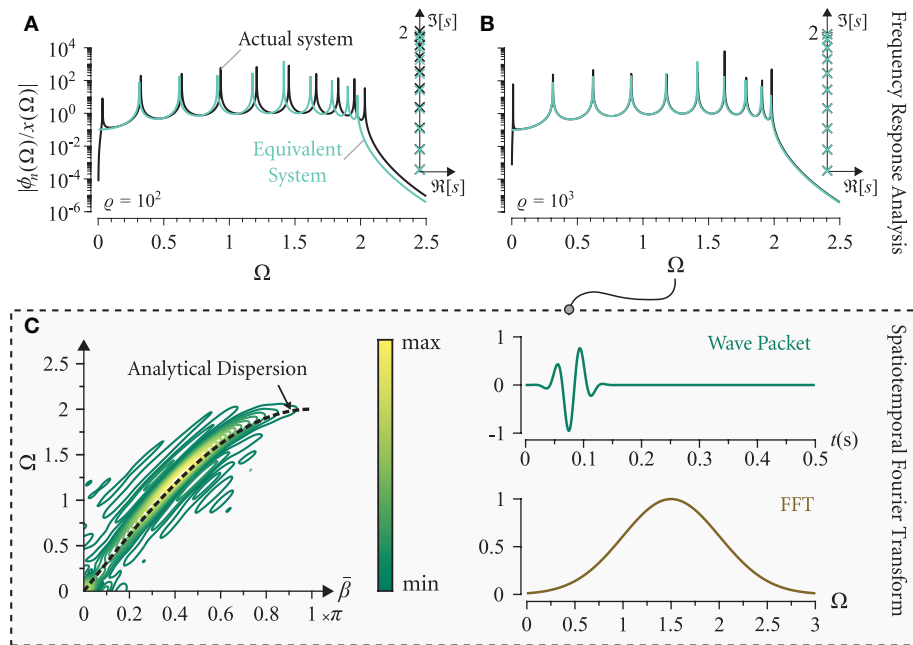 A
Actual system
ℑ[s]
2
10^4
10^2
10^0
10^-2
10^-4
10^-6
|ϕ_n(Ω)/x(Ω)|
Equivalent
System
ϱ = 10^2
ℜ[s]
0 0.5 1 1.5 2 2.5
Ω
B
ℑ[s]
2
ϱ = 10^3
ℜ[s]
0 0.5 1 1.5 2 2.5
Ω
Frequency Response Analysis
C
2.5
2
1.5
1
0.5
0
Ω
Analytical Dispersion
0 0.2 0.4 0.6 0.8 1 ×π
β̄
max
min
Wave Packet
1
0
-1
0 0.1 0.2 0.3 0.4 0.5
t(s)
FFT
1
0.5
0
0 0.5 1 1.5 2 2.5 3
Ω
Spatiotemporal Fourier Transform